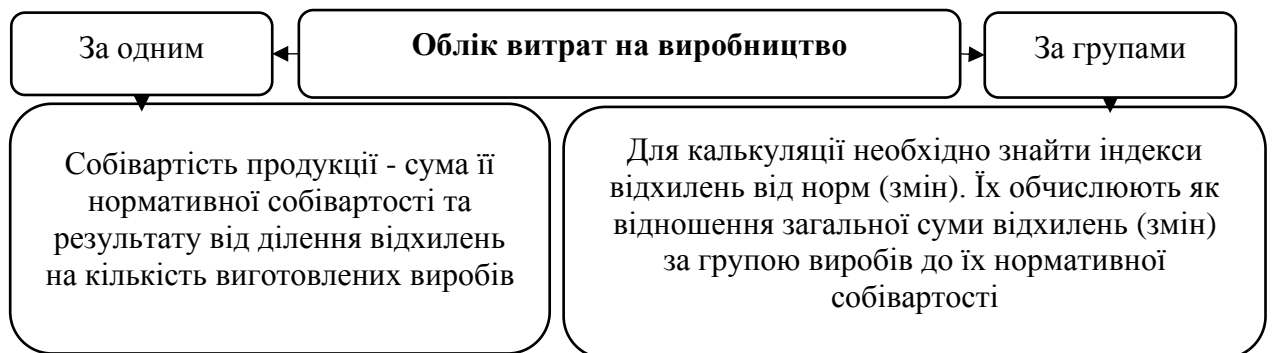 За одним
Облік витрат на виробництво
За групами
Собівартість продукції - сума її
нормативної собівартості та
результату від ділення відхилень
на кількість виготовлених виробів
Для калькуляції необхідно знайти індекси
відхилень від норм (змін). Їх обчислюють як
відношення загальної суми відхилень (змін)
за групою виробів до їх нормативної
собівартості